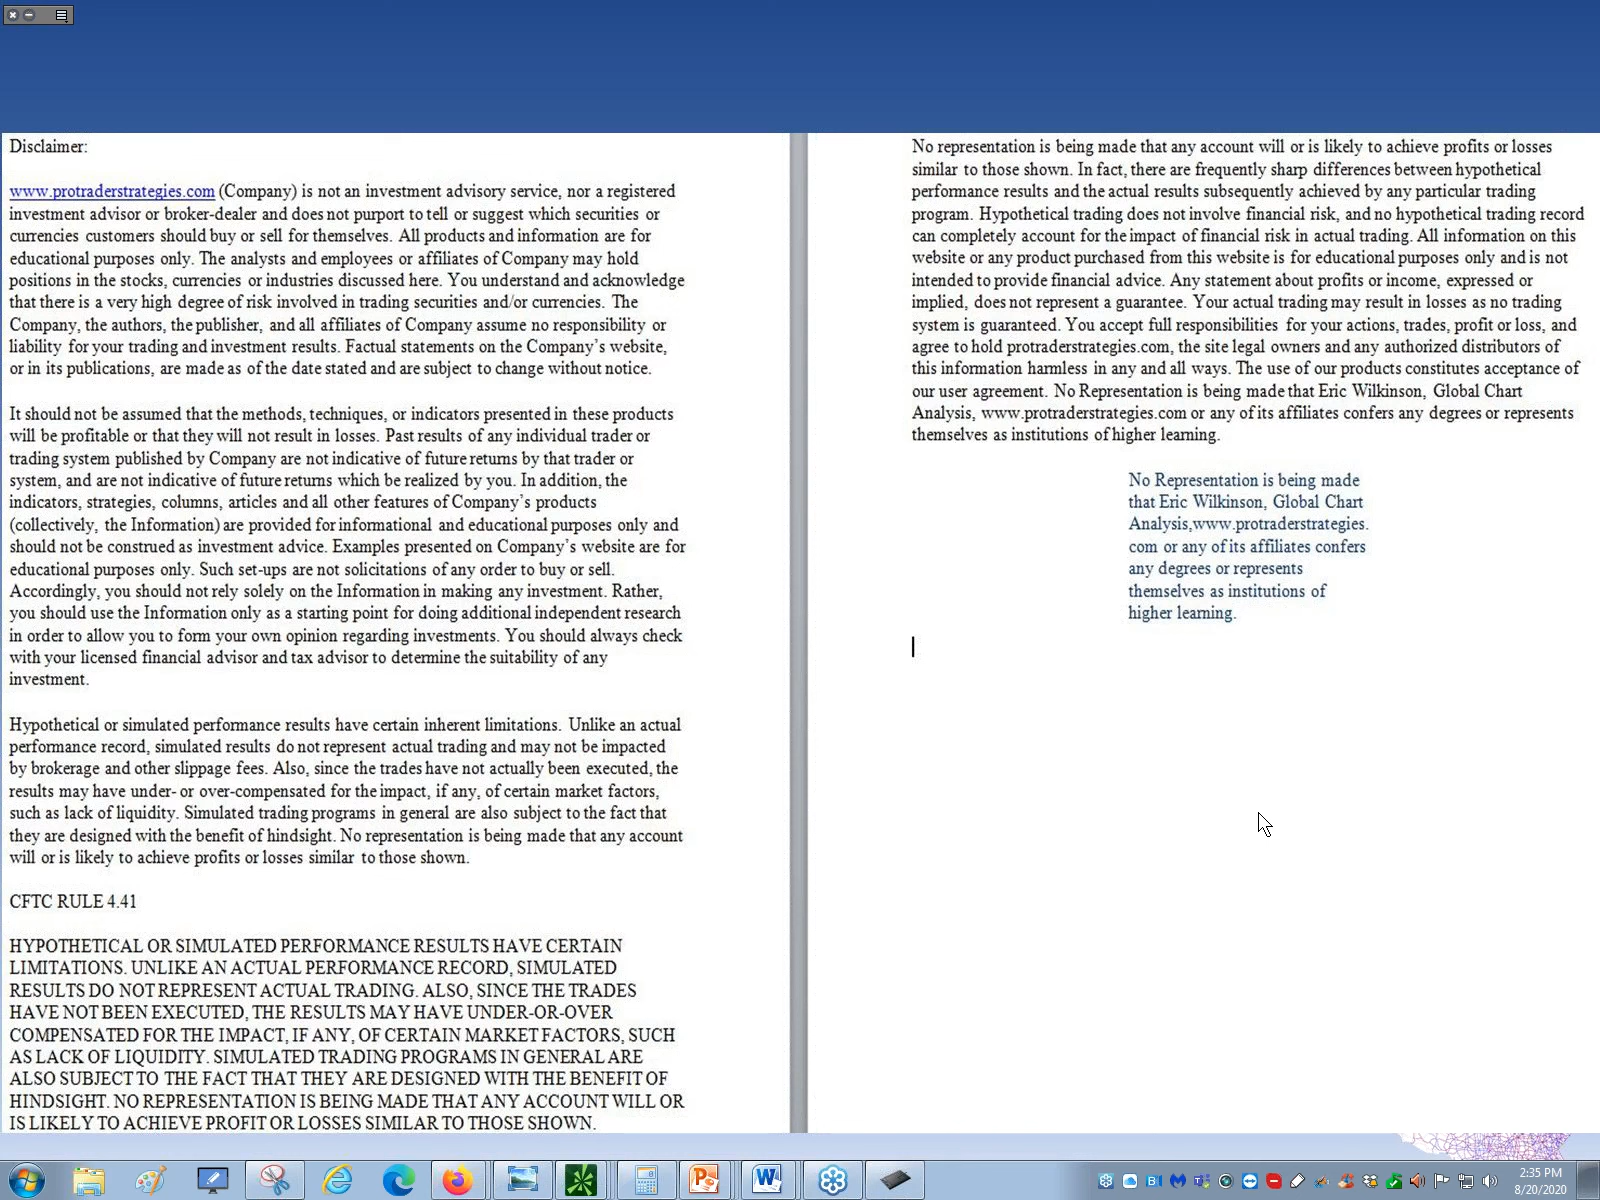 Disclaimer:
www.protraderstrategies.com (Company) is not an investment advisory service, nor a registered
investment advisor or broker-dealer and does not purport to tell or suggest which securities or
currencies customers should buy or sell for themselves. All products and information are for
educational purposes only. The analysts and employees or affiliates of Company may hold
positions in the stocks, currencies or industries discussed here. You understand and acknowledge
that there is a very high degree of risk involved in trading securities and/or currencies. The
Company, the authors, the publisher, and all affiliates of Company assume no responsibility or
liability for your trading and investment results. Factual statements on the Company's website,
or in its publications, are made as of the date stated and are subject to change without notice.
It should not be assumed that the methods, techniques, or indicators presented in these products
will be profitable or that they will not result in losses. Past results of any individual trader or
trading system published by Company are not indicative of future returns by that trader or
system, and are not indicative of future returns which be realized by you. In addition, the
indicators, strategies, columns, articles and all other features of Company's products
(collectively, the Information) are provided for informational and educational purposes only and
should not be construed as investment advice. Examples presented on Company's website are for
educational purposes only. Such set-ups are not solicitations of any order to buy or sell.
Accordingly, you should not rely solely on the Information in making any investment. Rather,
you should use the Information only as a starting point for doing additional independent research
in order to allow you to form your own opinion regarding investments. You should always check
with your licensed financial advisor and tax advisor to determine the suitability of any
investment.
Hypothetical or simulated performance results have certain inherent limitations. Unlike an actual
performance record, simulated results do not represent actual trading and may not be impacted
by brokerage and other slippage fees. Also, since the trades have not actually been executed, the
results may have under- or over-compensated for the impact, if any, of certain market factors,
such as lack of liquidity. Simulated trading programs in general are also subject to the fact that
they are designed with the benefit of hindsight. No representation is being made that any account
will or is likely to achieve profits or losses similar to those shown.
CFTC RULE 4.41
HYPOTHETICAL OR SIMULATED PERFORMANCE RESULTS HAVE CERTAIN
LIMITATIONS. UNLIKE AN ACTUAL PERFORMANCE RECORD, SIMULATED
RESULTS DO NOT REPRESENT ACTUAL TRADING. ALSO, SINCE THE TRADES
HAVE NOT BEEN EXECUTED, THE RESULTS MAY HAVE UNDER-OR-OVER
COMPENSATED FOR THE IMPACT, IF ANY, OF CERTAIN MARKET FACTORS, SUCH
AS LACK OF LIQUIDITY. SIMULATED TRADING PROGRAMS IN GENERAL ARE
ALSO SUBJECT TO THE FACT THAT THEY ARE DESIGNED WITH THE BENEFIT OF
HINDSIGHT. NO REPRESENTATION IS BEING MADE THAT ANY ACCOUNT WILL OR
IS LIKELY TO ACHIEVE PROFIT OR LOSSES SIMILAR TO THOSE SHOWN.
No representation is being made that any account will or is likely to achieve profits or losses
similar to those shown. In fact, there are frequently sharp differences between hypothetical
performance results and the actual results subsequently achieved by any particular trading
program. Hypothetical trading does not involve financial risk, and no hypothetical trading record
can completely account for the impact of financial risk in actual trading. All information on this
website or any product purchased from this website is for educational purposes only and is not
intended to provide financial advice. Any statement about profits or income, expressed or
implied, does not represent a guarantee. Your actual trading may result in losses as no trading
system is guaranteed. You accept full responsibilities for your actions, trades, profit or loss, and
agree to hold protraderstrategies.com, the site legal owners and any authorized distributors of
this information harmless in any and all ways. The use of our products constitutes acceptance of
our user agreement. No Representation is being made that Eric Wilkinson, Global Chart
Analysis, www.protraderstrategies.com or any of its affiliates confers any degrees or represents
themselves as institutions of higher learning.
No Representation is being made
that Eric Wilkinson, Global Chart
Analysis,www.protraderstrategies.
com or any of its affiliates confers
any degrees or represents
themselves as institutions of
higher learning.
2:35 PM
8/20/2020